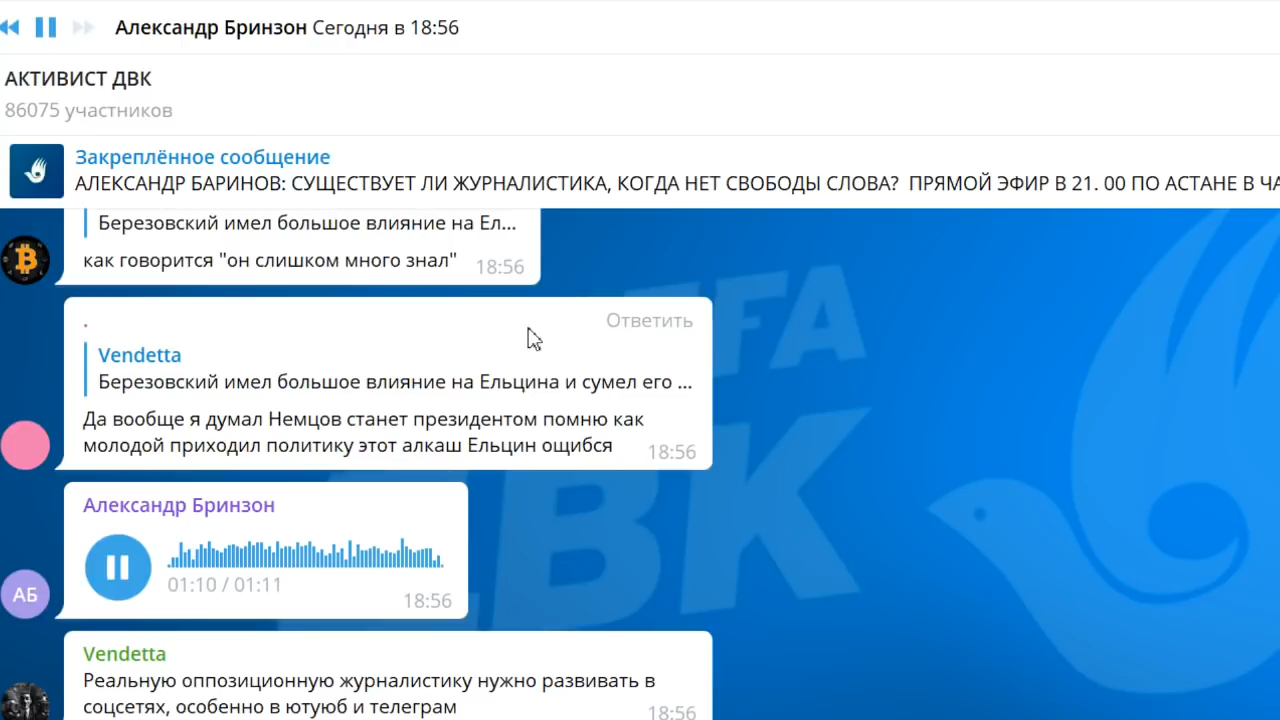 Александр Бринзон Сегодня в 18:56
АКТИВИСТ ДВК
86075 участников
Закреплённое сообщение
АЛЕКСАНДР БАРИНОВ: СУЩЕСТВУЕТ ЛИ ЖУРНАЛИСТИКА, КОГДА НЕТ СВОБОДЫ СЛОВА? ПРЯМОЙ ЭФИР В 21. 00 ПО АСТАНЕ В
Березовский имел большое влияние на Ел...
как говорится "он слишком много знал"
18:56
.
Ответить
Vendetta
Березовский имел большое влияние на Ельцина и сумел его ...
Да вообще я думал Немцов станет президентом помню как
молодой приходил политику этот алкаш Ельцин ощибся
18:56
Александр Бринзон
01:10 / 01:11
18:56
АБ
Vendetta
Реальную оппозиционную журналистику нужно развивать в
соцсетях, особенно в ютуюб и телеграм
18:56
FA
ДВК